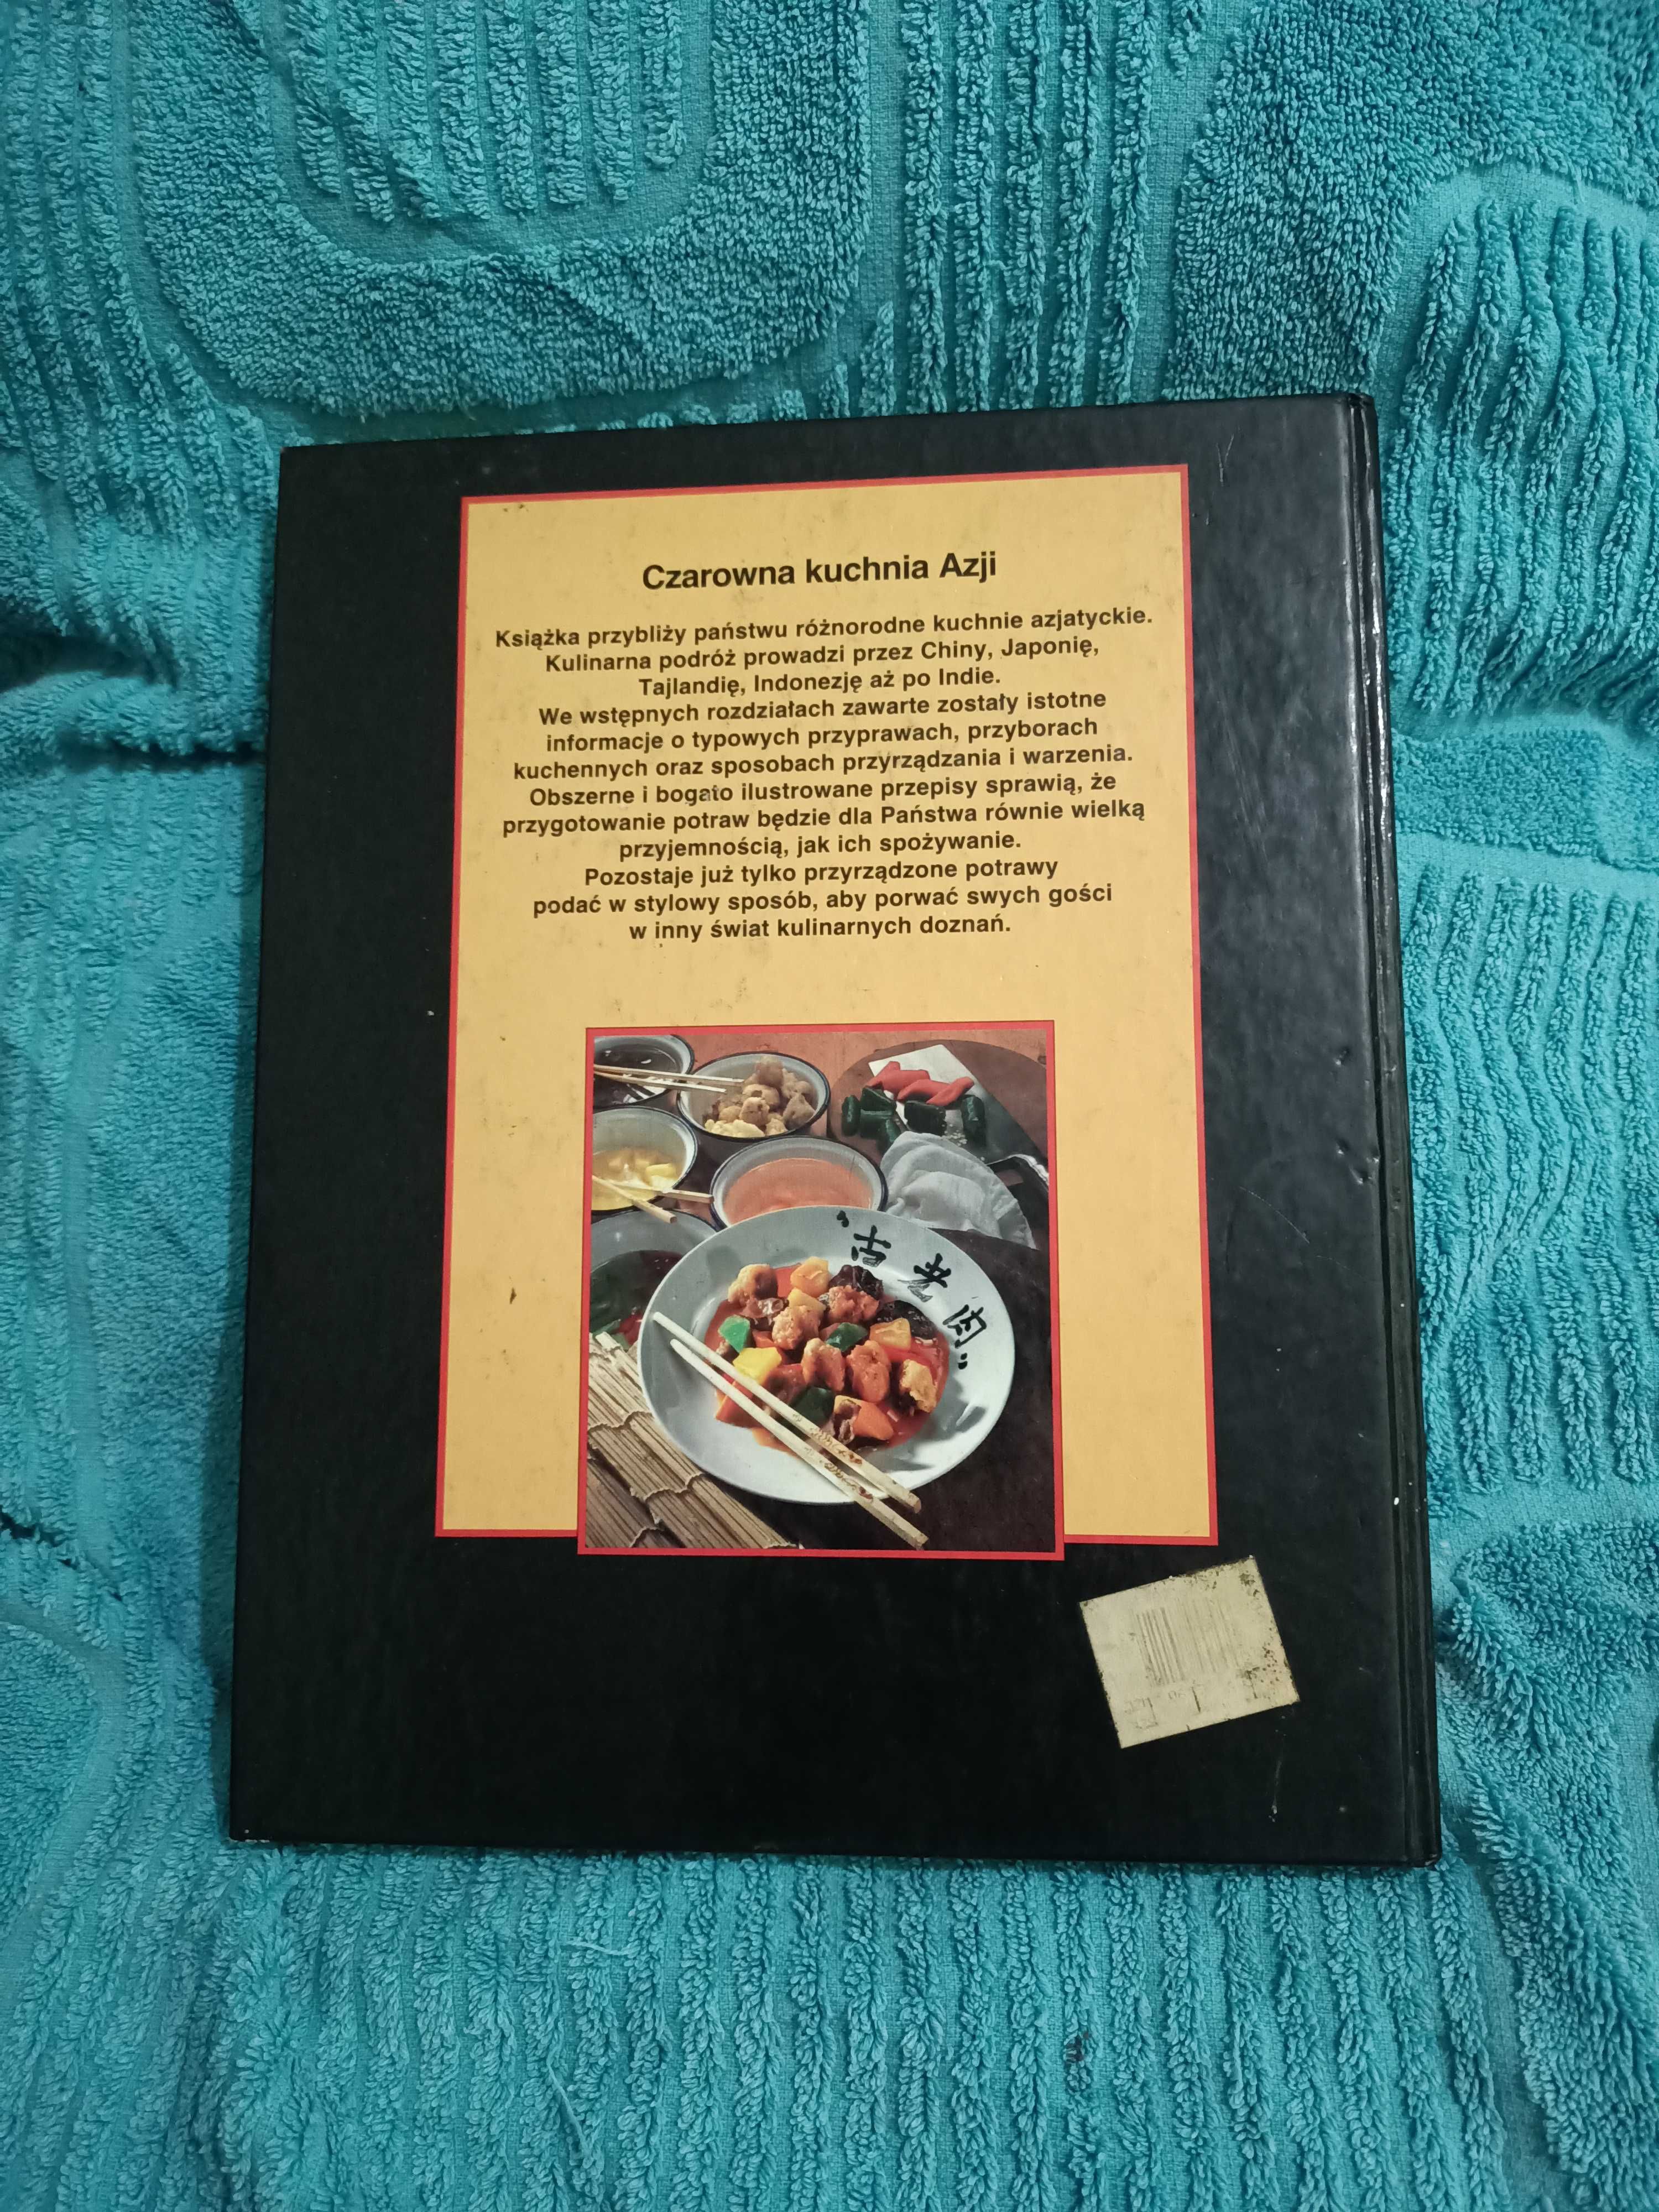 Czarowna kuchnia Azji
Książka przybliży państwu różnorodne kuchnie azjatyckie.
Kulinarna podróż prowadzi przez Chiny, Japonię,
Tajlandię, Indonezję aż po Indie.
We wstępnych rozdziałach zawarte zostały istotne
informacje o typowych przyprawach, przyborach
kuchennych oraz sposobach przyrządzania i warzenia.
Obszerne i bogato ilustrowane przepisy sprawią, że
przygotowanie potraw będzie dla Państwa równie wielką
przyjemnością, jak ich spożywanie.
Pozostaje już tylko przyrządzone potrawy
podać w stylowy sposób, aby porwać swych gości
w inny świat kulinarnych doznań.
"古老肉"